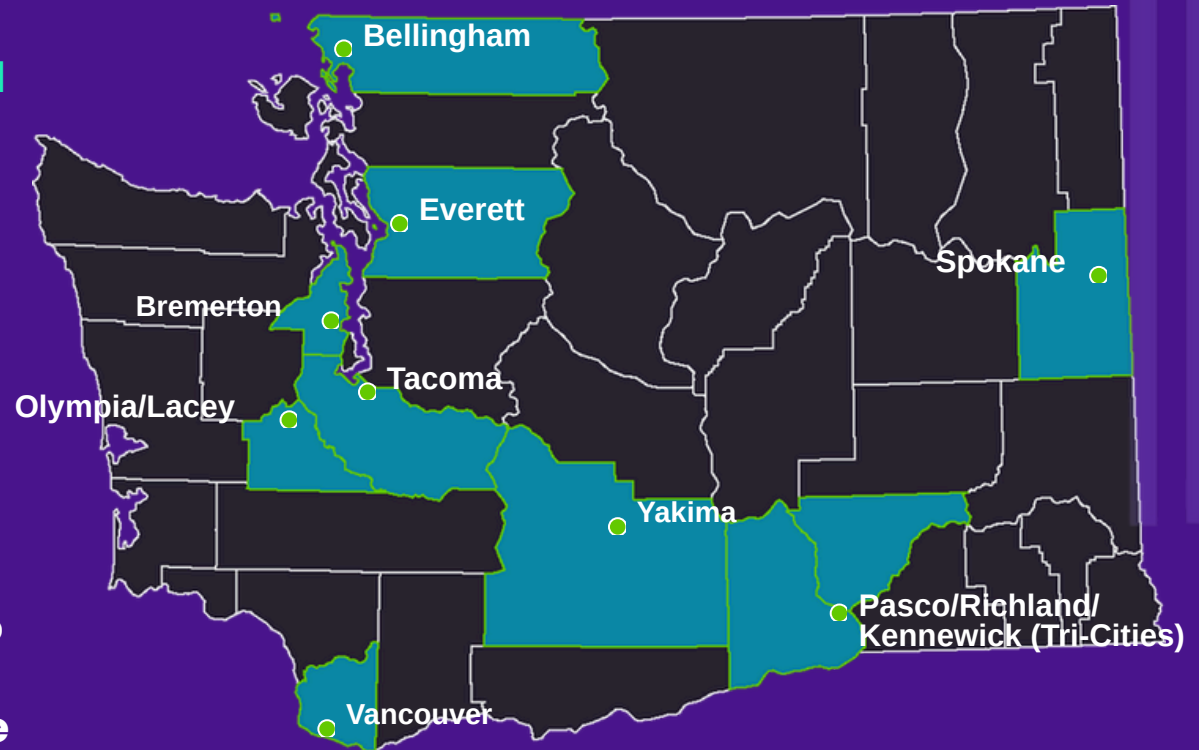 Bellingham
Everett
Spokane
Bremerton
Tacoma
Olympia/Lacey
Yakima
Pasco/Richland/
Kennewick (Tri-Cities)
Vancouver
e